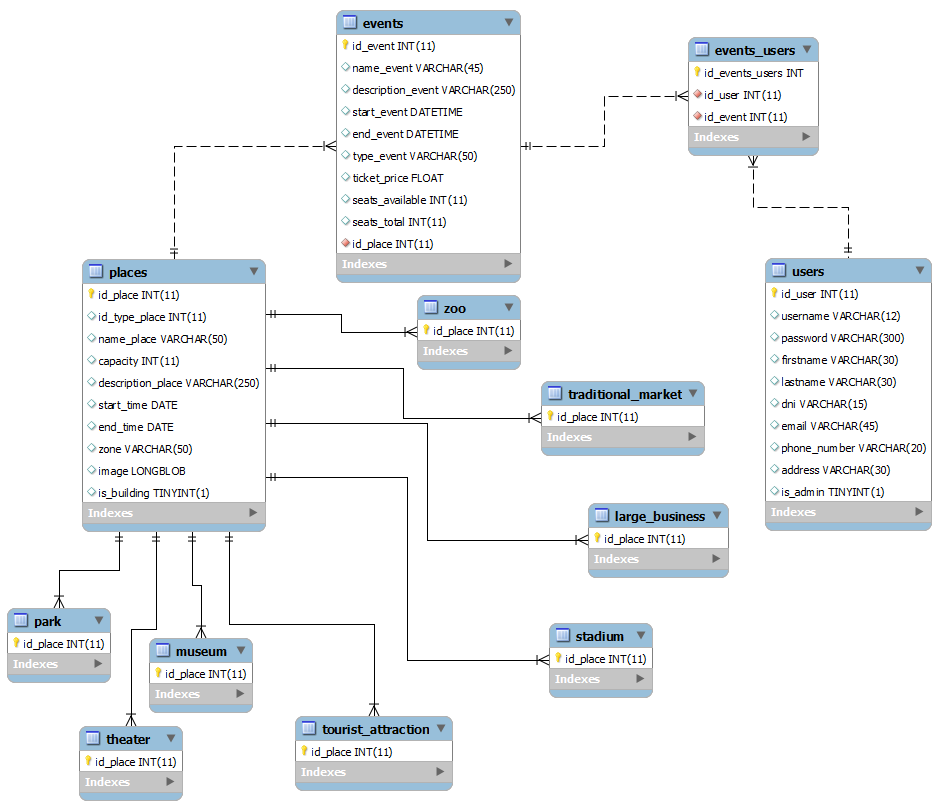 events
id_event INT(11)
name_event VARCHAR(45)
description_event VARCHAR(250)
start_event DATETIME
end_event DATETIME
type_event VARCHAR(50)
ticket_price FLOAT
seats_available INT(11)
seats_total INT(11)
id_place INT(11)
Indexes
events_users
id_events_users INT
id_user INT(11)
id_event INT(11)
Indexes
places
id_place INT(11)
id_type_place INT(11)
name_place VARCHAR(50)
capacity INT(11)
description_place VARCHAR(250)
start_time DATE
end_time DATE
zone VARCHAR(50)
image LONGBLOB
is_building TINYINT(1)
Indexes
zoo
id_place INT(11)
Indexes
traditional_market
id_place INT(11)
Indexes
users
id_user INT(11)
username VARCHAR(12)
password VARCHAR(300)
firstname VARCHAR(30)
lastname VARCHAR(30)
dni VARCHAR(15)
email VARCHAR(45)
phone_number VARCHAR(20)
address VARCHAR(30)
is_admin TINYINT(1)
Indexes
large_business
id_place INT(11)
Indexes
park
id_place INT(11)
Indexes
museum
id_place INT(11)
Indexes
stadium
id_place INT(11)
Indexes
theater
id_place INT(11)
Indexes
tourist_attraction
id_place INT(11)
Indexes